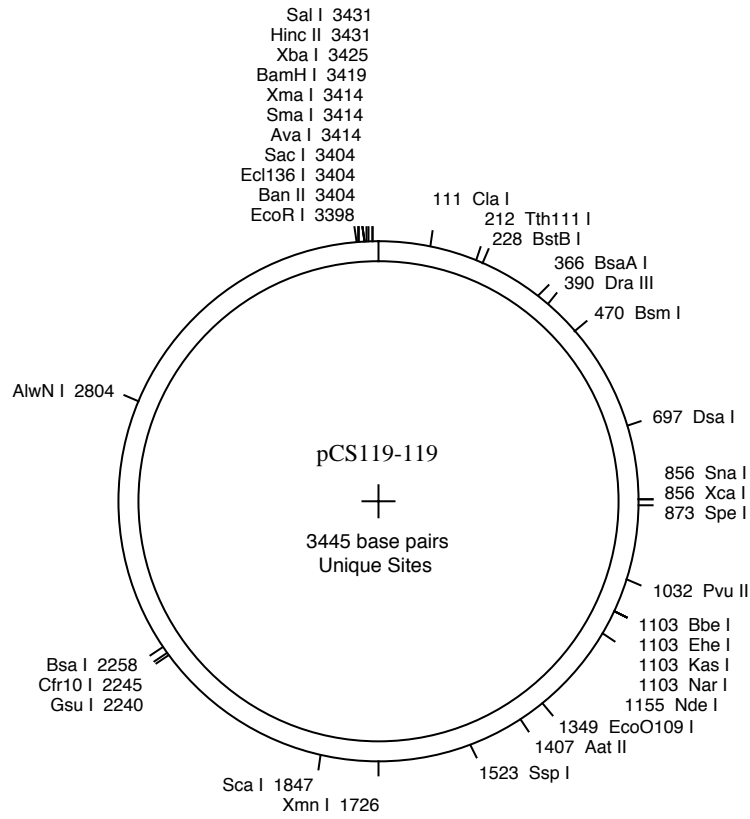 Sal I 3431
Hinc II 3431
Xba I 3425
BamH I 3419
Xma I 3414
Sma I 3414
Ava I 3414
Sac I 3404
Ecl136 I 3404
Ban II 3404
EcoR I 3398
111 Cla I
212 Tth111 I
228 BstB I
366 BsaA I
390 Dra III
470 Bsm I
AlwN I 2804
697 Dsa I
pCS119-119
3445 base pairs
Unique Sites
856 Sna I
856 Xca I
873 Spe I
1032 Pvu II
1103 Bbe I
1103 Ehe I
1103 Kas I
1103 Nar I
1155 Nde I
1349 EcoO109 I
1407 Aat II
1523 Ssp I
Bsa I 2258
Cfr10 I 2245
Gsu I 2240
Sca I 1847
Xmn I 1726